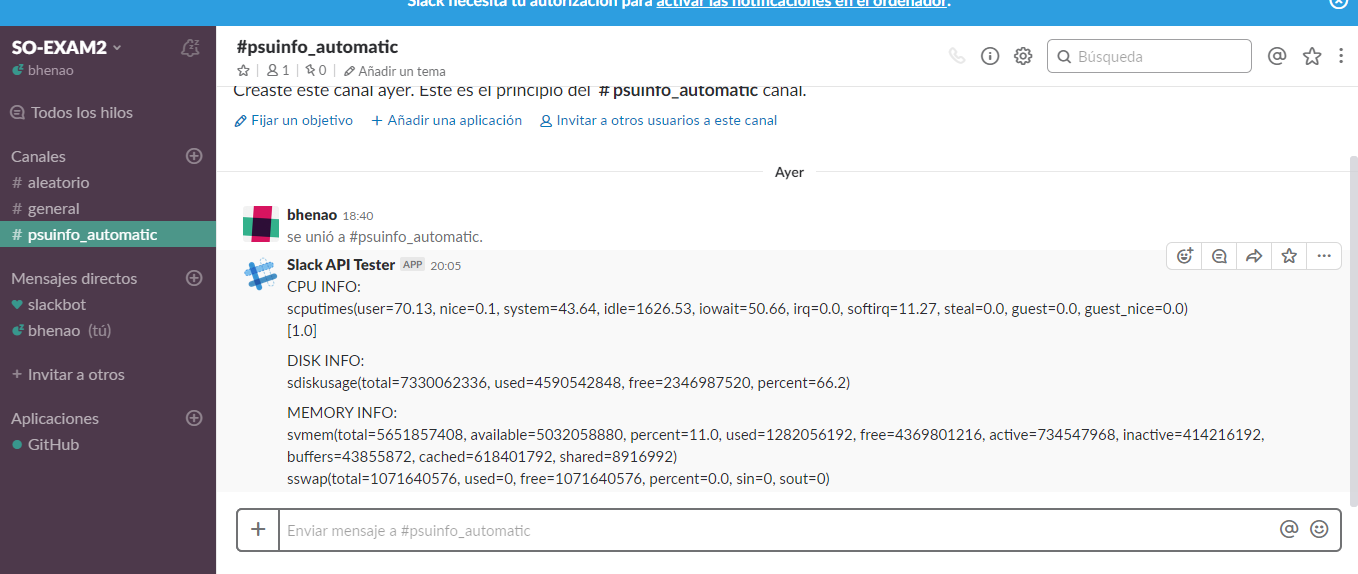 Slack necesita tu autorización para activar las notificaciones en el ordenador.
SO-EXAM2
bhenao
Todos los hilos
Canales
# aleatorio
# general
# psuinfo_automatic
Mensajes directos
slackbot
bhenao (tú)
+ Invitar a otros
Aplicaciones
GitHub
#psuinfo_automatic
1
0
Añadir un tema
Búsqueda
Creaste este canal ayer. Este es el principio del # psuinfo_automatic canal.
Fijar un objetivo + Añadir una aplicación Invitar a otros usuarios a este canal
Ayer
bhenao 18:40
se unió a #psuinfo_automatic.
Slack API Tester APP 20:05
CPU INFO:
scputimes(user=70.13, nice=0.1, system=43.64, idle=1626.53, iowait=50.66, irq=0.0, softirq=11.27, steal=0.0, guest=0.0, guest_nice=0.0)
[1.0]
DISK INFO:
sdiskusage(total=7330062336, used=4590542848, free=2346987520, percent=66.2)
MEMORY INFO:
svmem(total=5651857408, available=5032058880, percent=11.0, used=1282056192, free=4369801216, active=734547968, inactive=414216192,
buffers=43855872, cached=618401792, shared=8916992)
sswap(total=1071640576, used=0, free=1071640576, percent=0.0, sin=0, sout=0)
Enviar mensaje a #psuinfo_automatic